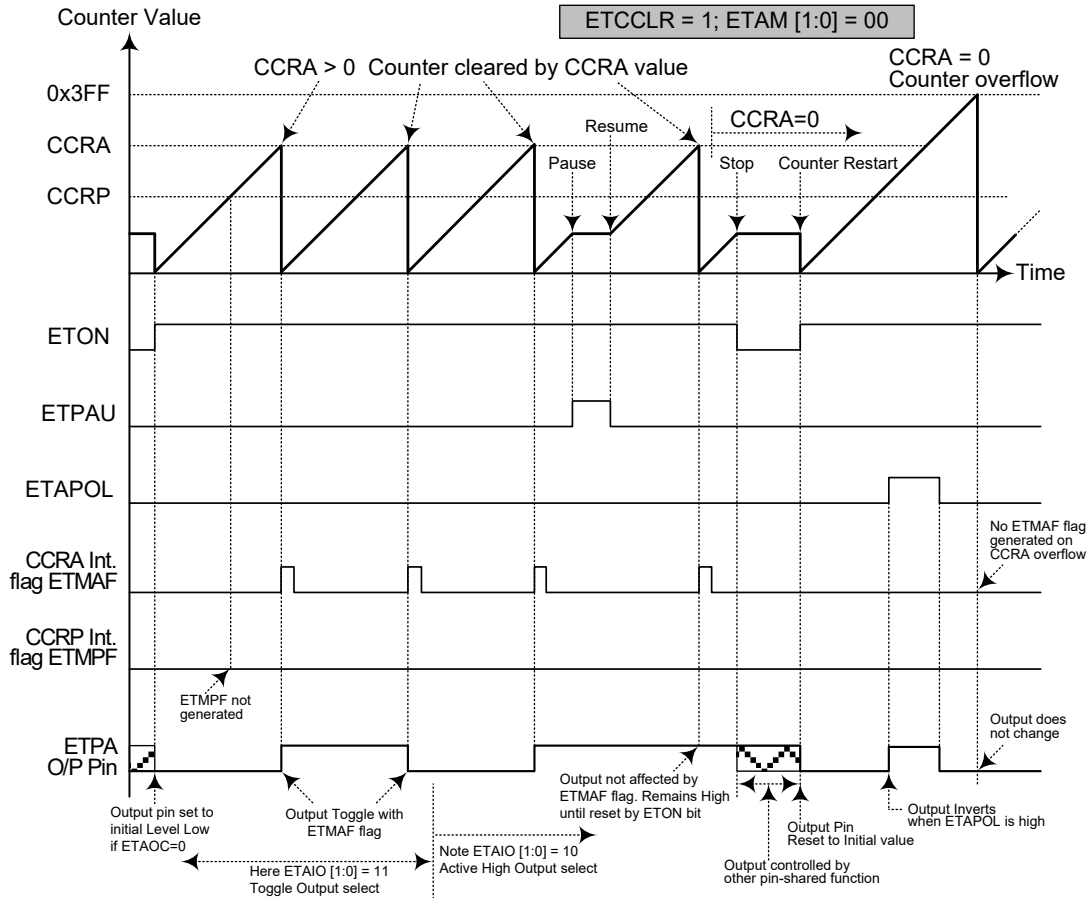 Counter Value
ETCCLR = 1; ETAM [1:0] = 00
CCRA > 0 Counter cleared by CCRA value
CCRA = 0
Counter overflow
0x3FF
CCRA
CCRP
Resume
CCRA=0
Pause
Stop
Counter Restart
Time
ETON
ETPAU
ETAPOL
CCRA Int.
flag ETMAF
No ETMAF flag
generated on
CCRA overflow
CCRP Int.
flag ETMPF
ETMPF not
generated
ETPA
O/P Pin
Output does
not change
Output pin set to
initial Level Low
if ETAOC=0
Output Toggle with
ETMAF flag
Output not affected by
ETMAF flag. Remains High
until reset by ETON bit
Output Pin
Reset to Initial value
Output Inverts
when ETAPOL is high
Here ETAIO [1:0] = 11
Toggle Output select
Note ETAIO [1:0] = 10
Active High Output select
Output controlled by
other pin-shared function